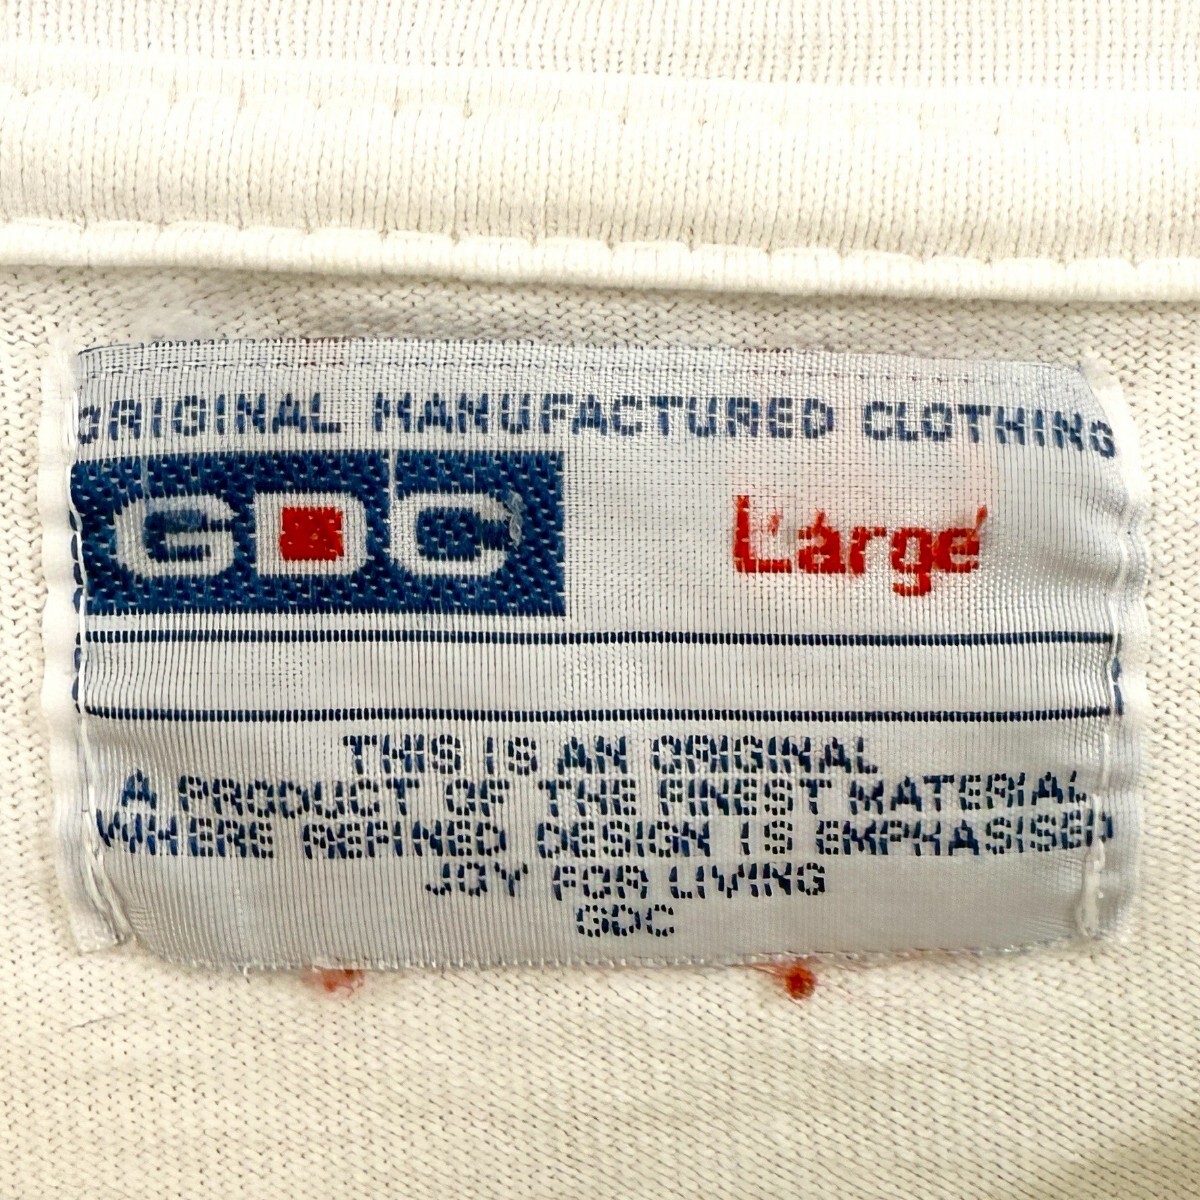 ORIGINAL MANUFACTURED CLOTHING
GDC Large
THIS IS AN ORIGINAL
A PRODUCT OF THE FINEST MATERIAL
WHERE REFINED DESIGN IS EMPHASISED
JOY FOR LIVING
GDC